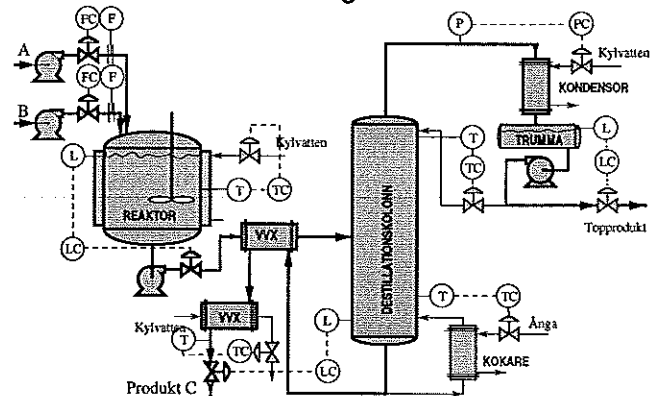 FC F
P PC
A
Kylvatten
FC F
KONDENSOR
B
TRUMMA L
L
Kylvatten
T
TC LC
T TC
REAKTOR
DESTILLATIONSKOLONN
Topprodukt
LC
VVX
T TC
Kylvatten
VVX
L
Ånga
T TC
LC
KOKARE
Produkt C